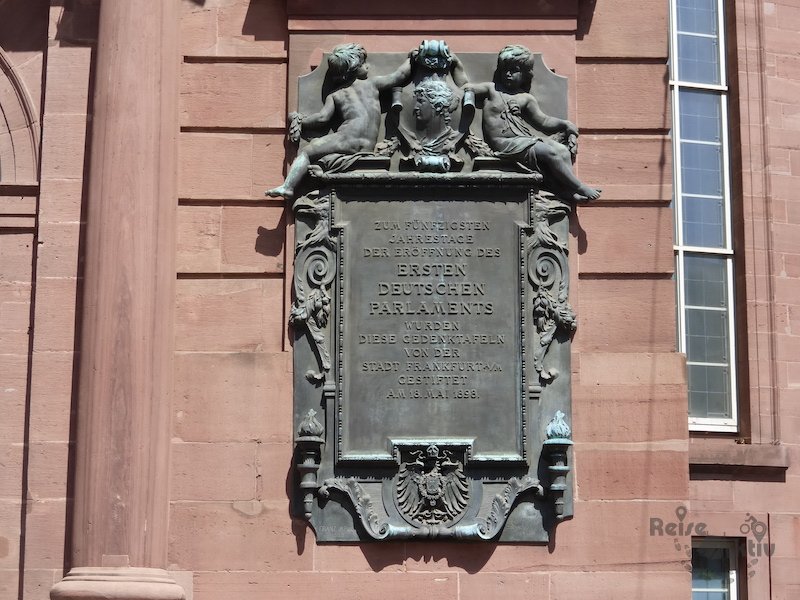 ZUM FÜNFZIGSTEN
JAHRESTAGE
DER ERÖFFNUNG DES
ERSTEN
DEUTSCHEN
PARLAMENTS
WURDEN
DIESE GEDENKTAFELN
VON DER
STADT FRANKFURT A/M
GESTIFTET
AM 18. MAI 1898.
Reise
tiv